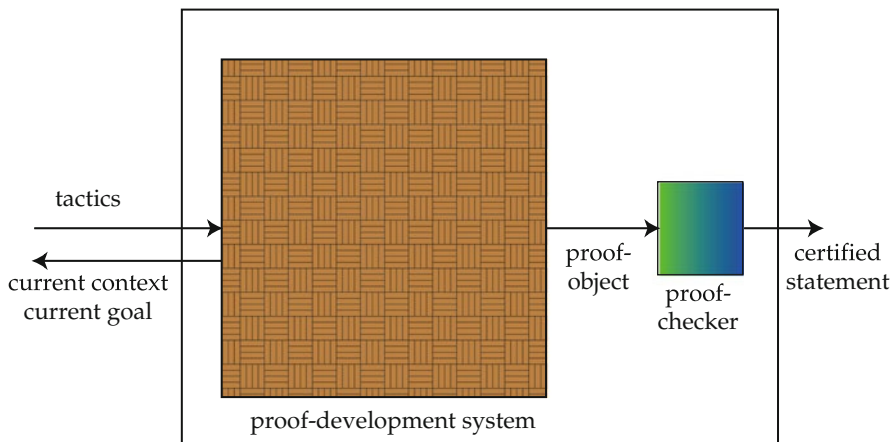 tactics
current context
current goal
proof-development system
proof-
object
proof-
checker
certified
statement